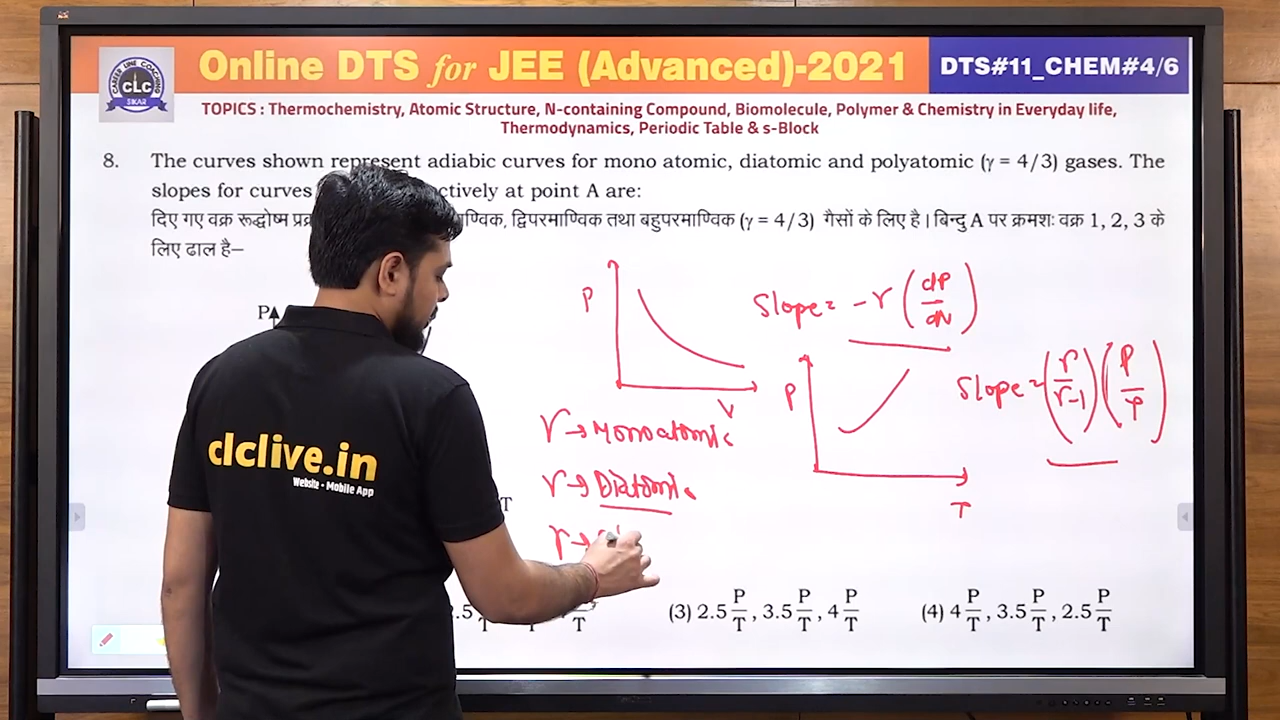 Online DTS for JEE (Advanced)-2021
DTS#11_CHEM#4/6
CAREER LINE COACHING
CLC
SIKAR
TOPICS : Thermochemistry, Atomic Structure, N-containing Compound, Biomolecule, Polymer & Chemistry in Everyday life,
Thermodynamics, Periodic Table & s-Block
8. The curves shown represent adiabic curves for mono atomic, diatomic and polyatomic (γ = 4/3) gases. The
slopes for curves at point A are:
दिए गए वक्र रूद्धोष्म द्विपरमाण्विक तथा बहुपरमाण्विक (γ = 4/3) गैसों के लिए है। बिन्दु A पर क्रमशः वक्र 1, 2, 3 के
लिए ढाल है–
P
T
P
V
Slope = -γ (dP/dV)
P
T
Slope = (γ/γ-1) (P/T)
γ → Monoatomic
γ → Diatomic
γ →
(3) 2.5 P/T, 3.5 P/T, 4 P/T
(4) 4 P/T, 3.5 P/T, 2.5 P/T
clclive.in
Website - Mobile App
CLC